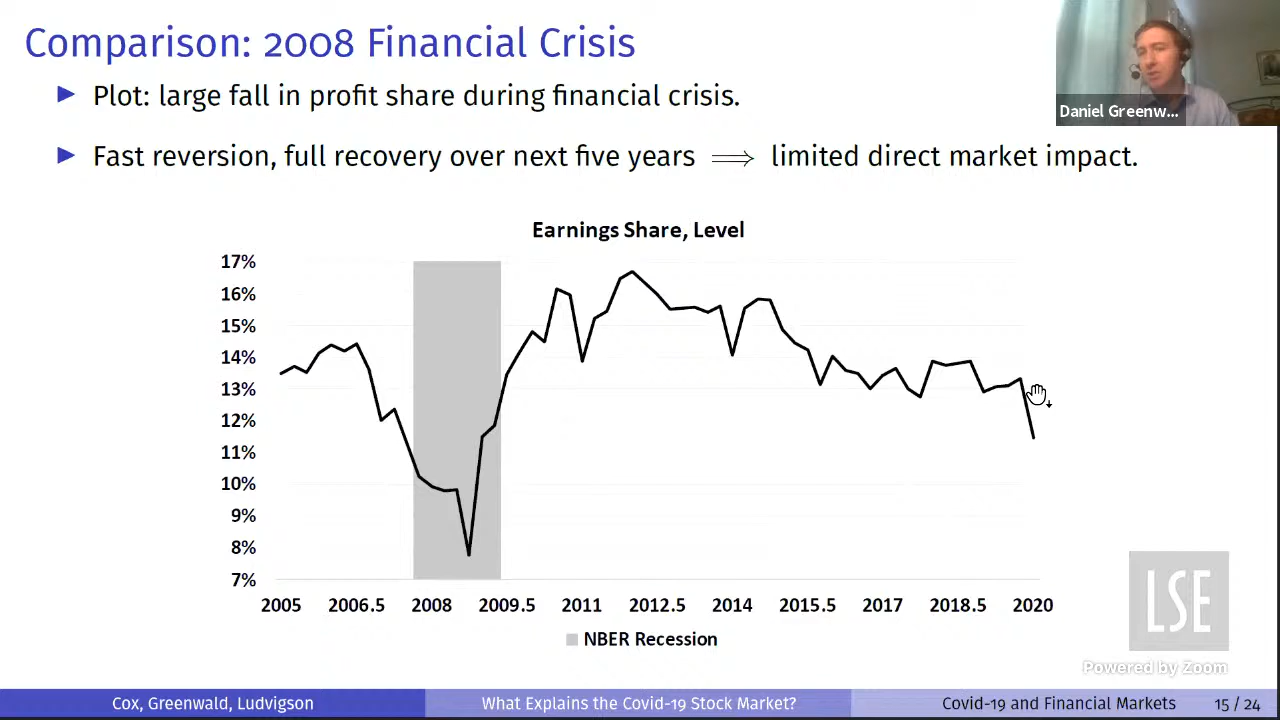 Comparison: 2008 Financial Crisis
Plot: large fall in profit share during financial crisis.
Fast reversion, full recovery over next five years ⟹ limited direct market impact.
Daniel Greenw...
Earnings Share, Level
17%
16%
15%
14%
13%
12%
11%
10%
9%
8%
7%
2005 2006.5 2008 2009.5 2011 2012.5 2014 2015.5 2017 2018.5 2020
NBER Recession
LSE
Powered by Zoom
Cox, Greenwald, Ludvigson What Explains the Covid-19 Stock Market? Covid-19 and Financial Markets 15 / 24